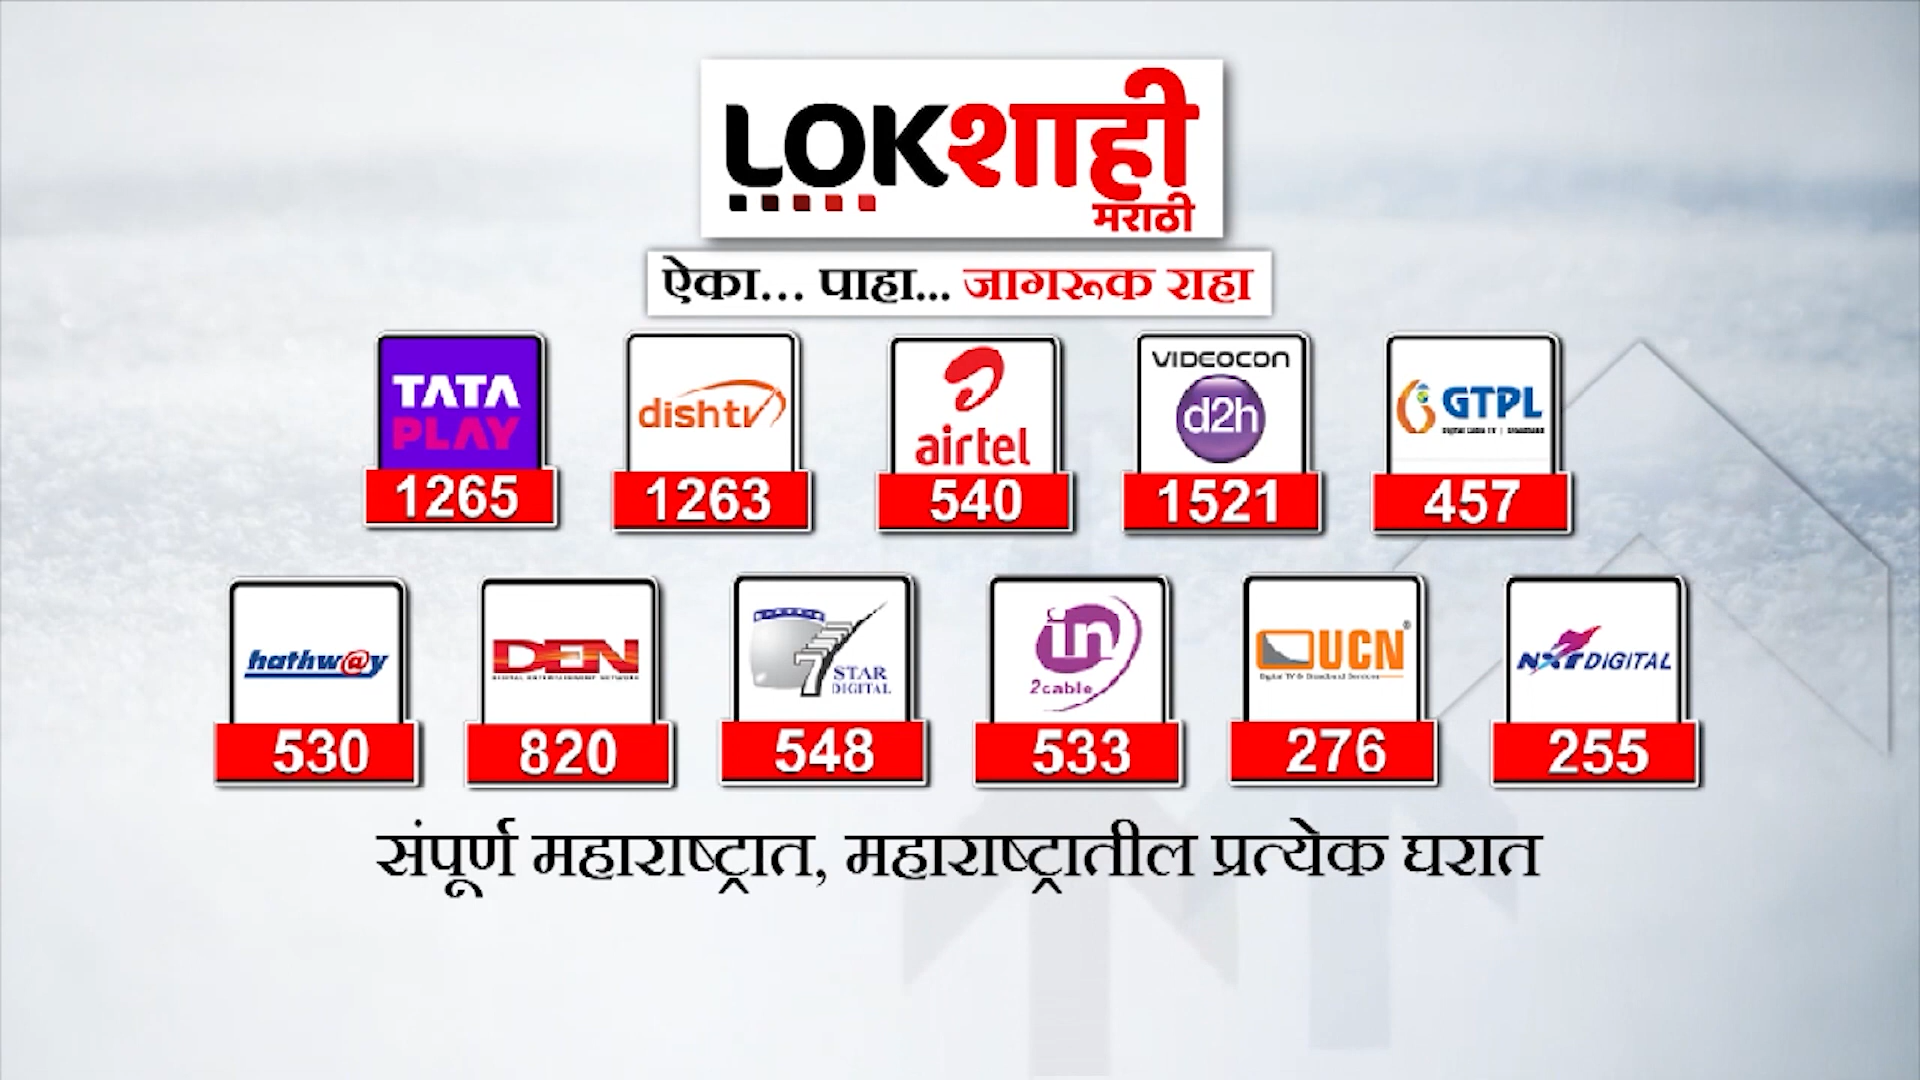 LOKशाही
मराठी
ऐका... पाहा... जागरूक राहा
TATA PLAY
dishtv
airtel
VIDEOCON d2h
GTPL
1265
1263
540
1521
457
hathw@y
DEN
7 STAR DIGITAL
in 2cable
UCN
NXT DIGITAL
530
820
548
533
276
255
संपूर्ण महाराष्ट्रात, महाराष्ट्रातील प्रत्येक घरात